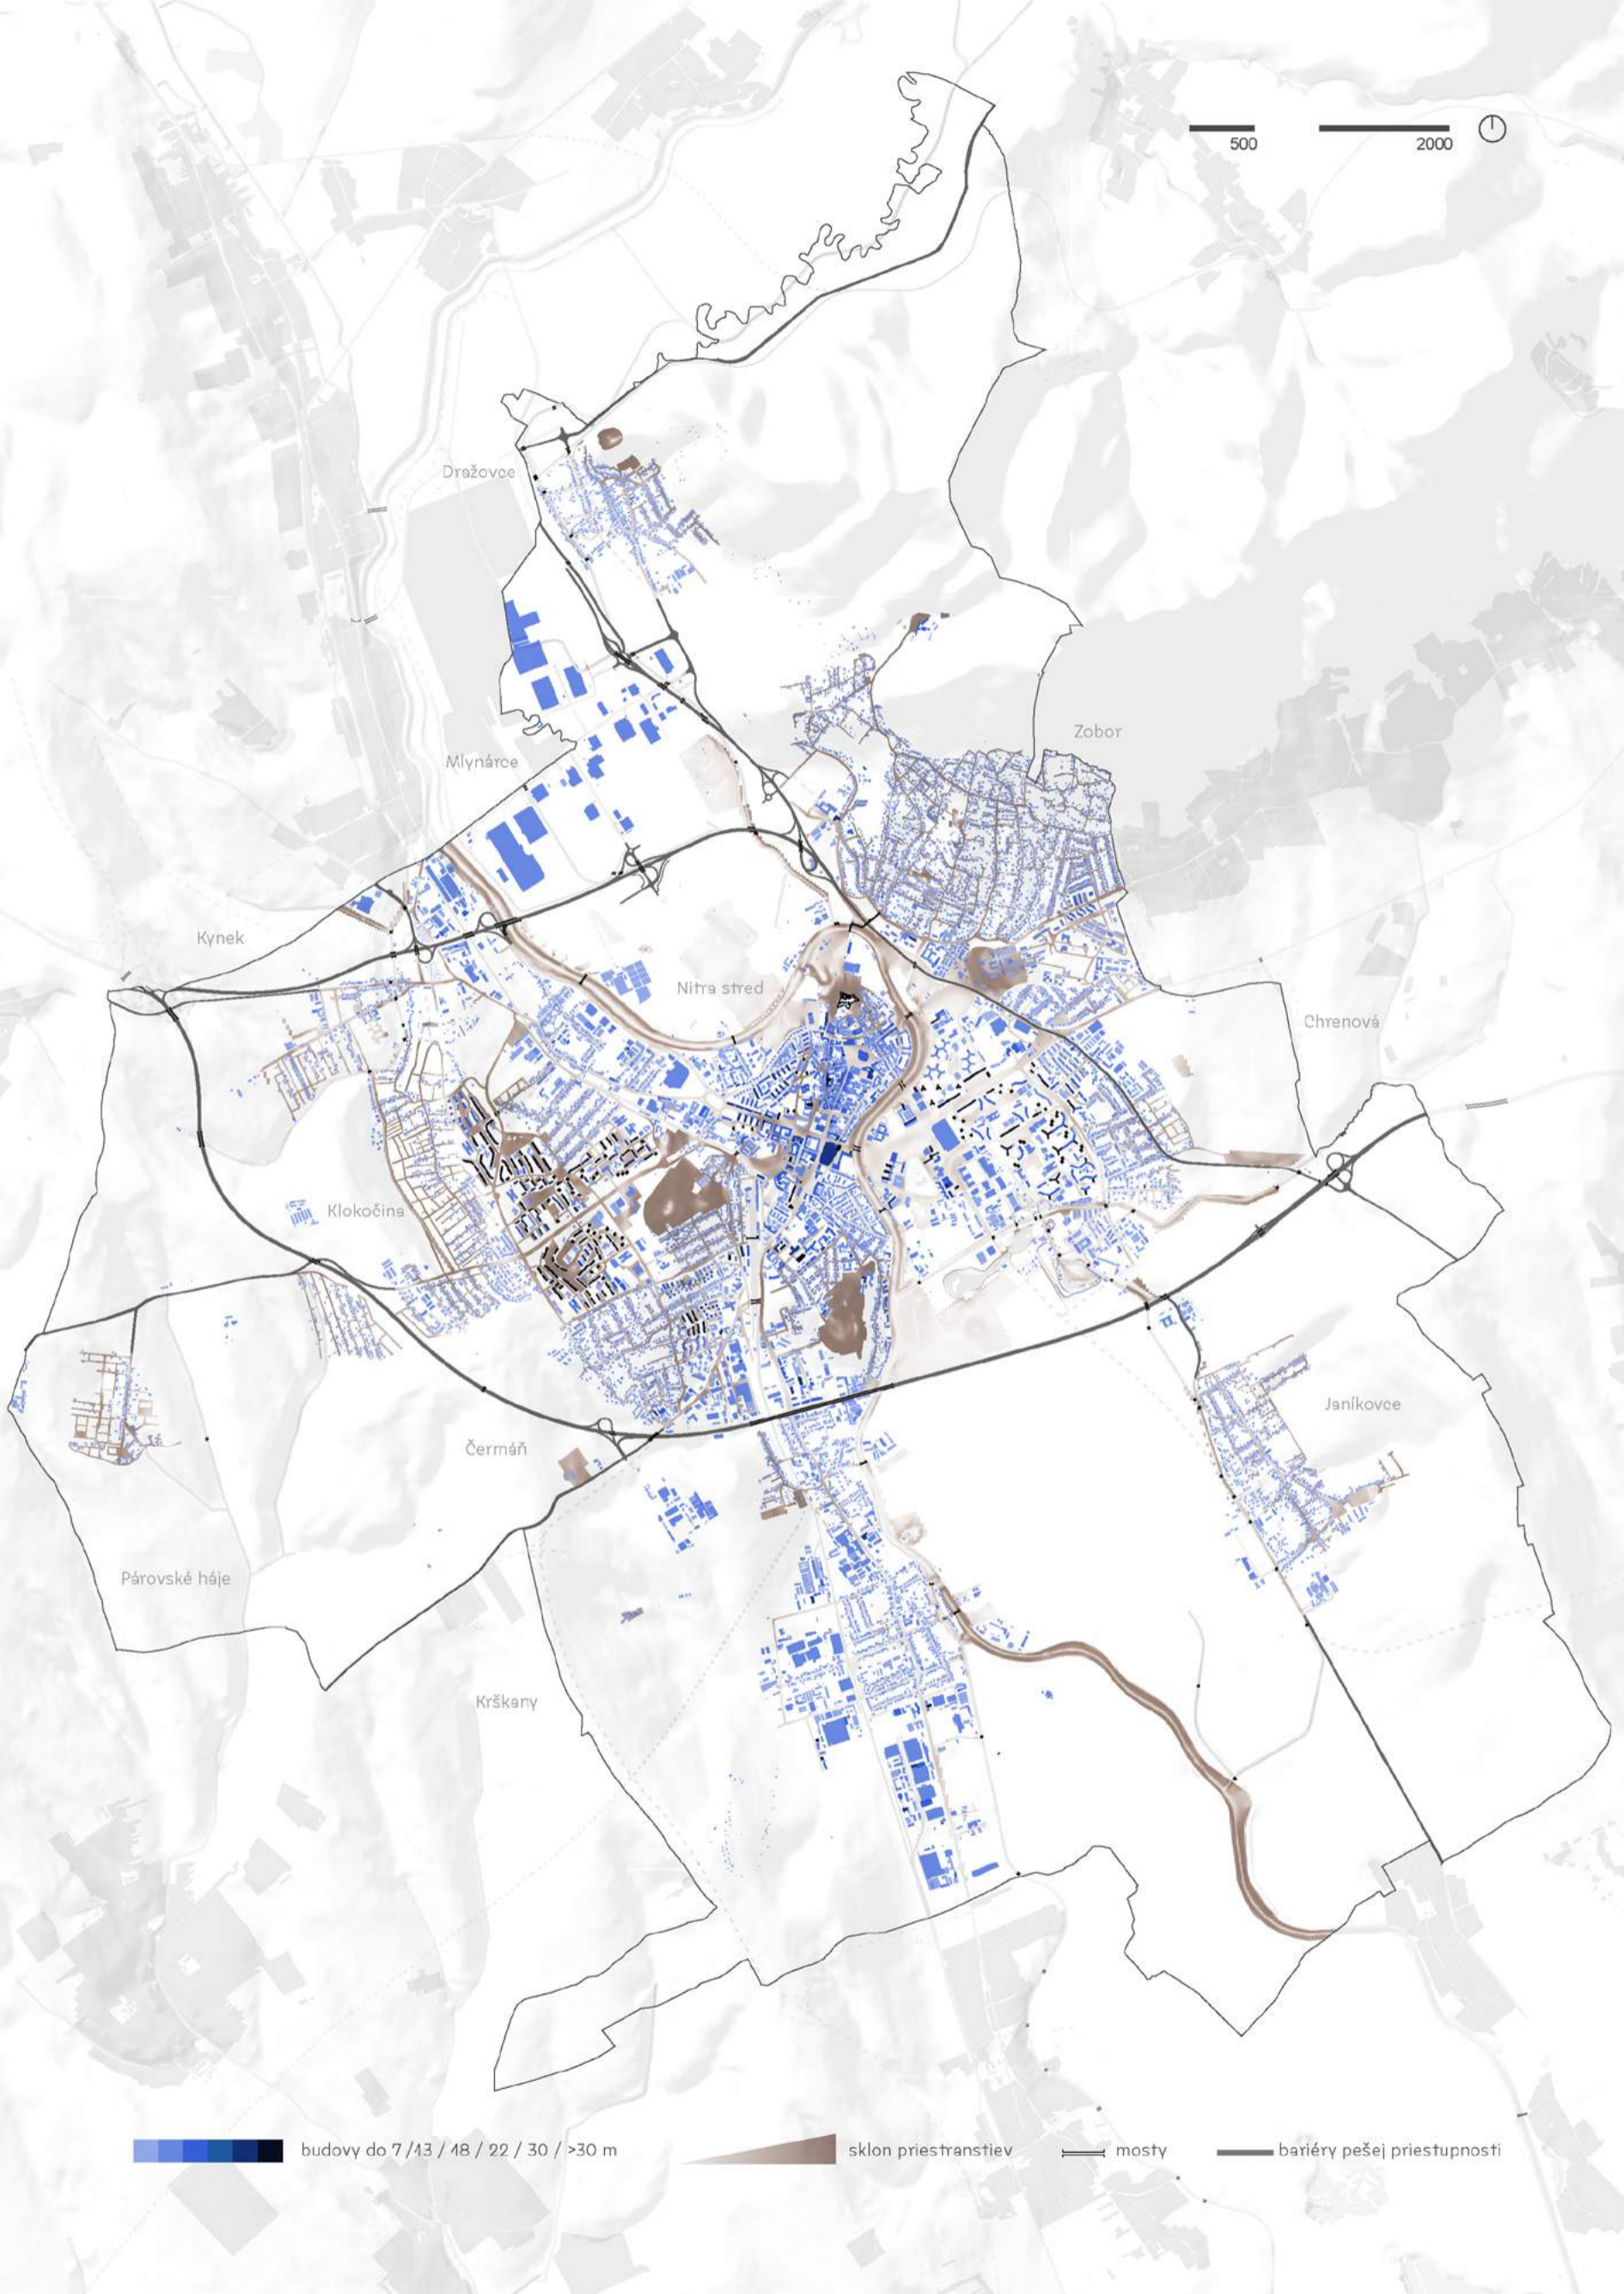 500 2000
Dražovce
Zobor
Mlynárce
Kynek
Nitra stred
Chrenová
Klokočina
Janíkovce
Čermáň
Párovské háje
Krškany
budovy do 7 /13 / 18 / 22 / 30 / >30 m sklon priestranstiev mosty bariéry pešej priestupnosti